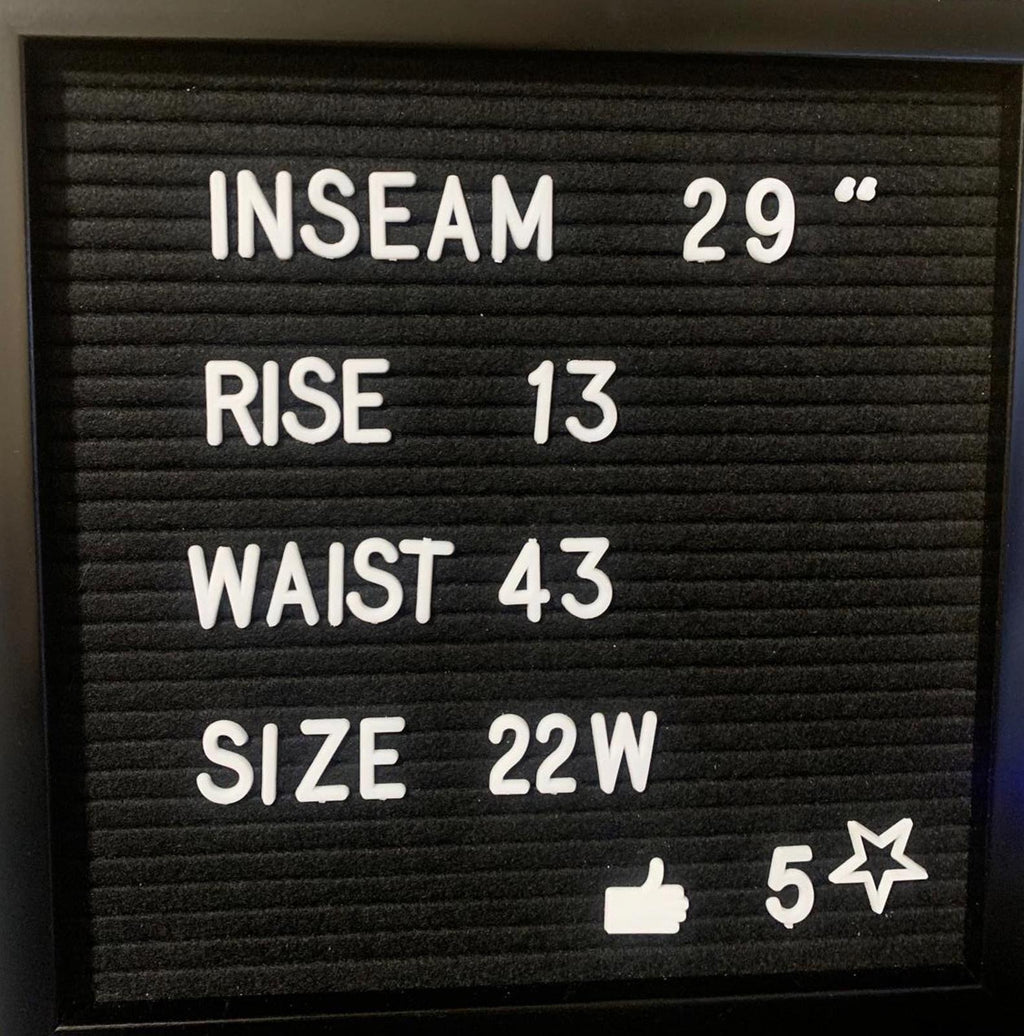 INSEAM 29 “
RISE 13
WAIST 43
SIZE 22W
👍 5☆